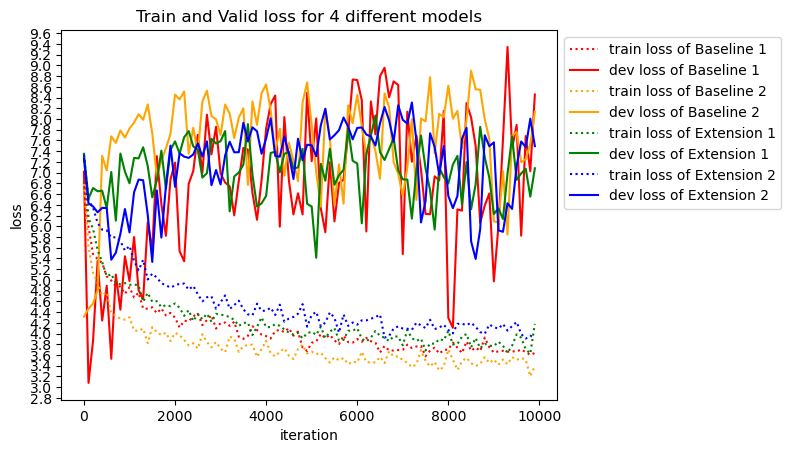 Train and Valid loss for 4 different models
9.6
9.4
9.2
9.0
8.8
8.6
8.4
8.2
8.0
7.8
7.6
7.4
7.2
7.0
6.8
6.6
6.4
6.2
6.0
5.8
5.6
5.4
5.2
5.0
4.8
4.6
4.4
4.2
4.0
3.8
3.6
3.4
3.2
3.0
2.8
loss
0 2000 4000 6000 8000 10000
iteration
train loss of Baseline 1
dev loss of Baseline 1
train loss of Baseline 2
dev loss of Baseline 2
train loss of Extension 1
dev loss of Extension 1
train loss of Extension 2
dev loss of Extension 2